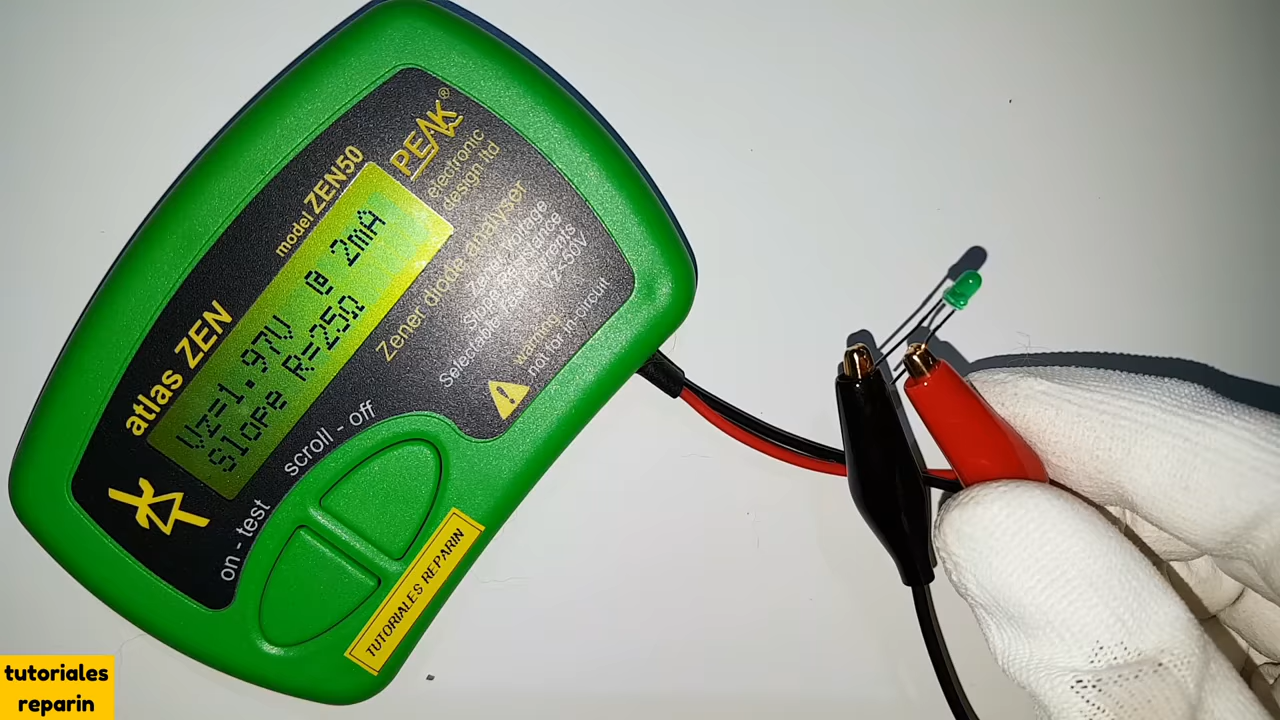 PEAK®
electronic
design ltd
atlas ZEN
model ZEN50
Vz=1.97V @ 2mA
Slope R=25Ω
Zener diode analyser
Zener Voltage
Slope Resistance
Selectable Test Currents
Vz=50V
warning
not for in-circuit
on - test
scroll - off
TUTORIALES REPARIN
tutoriales
reparin